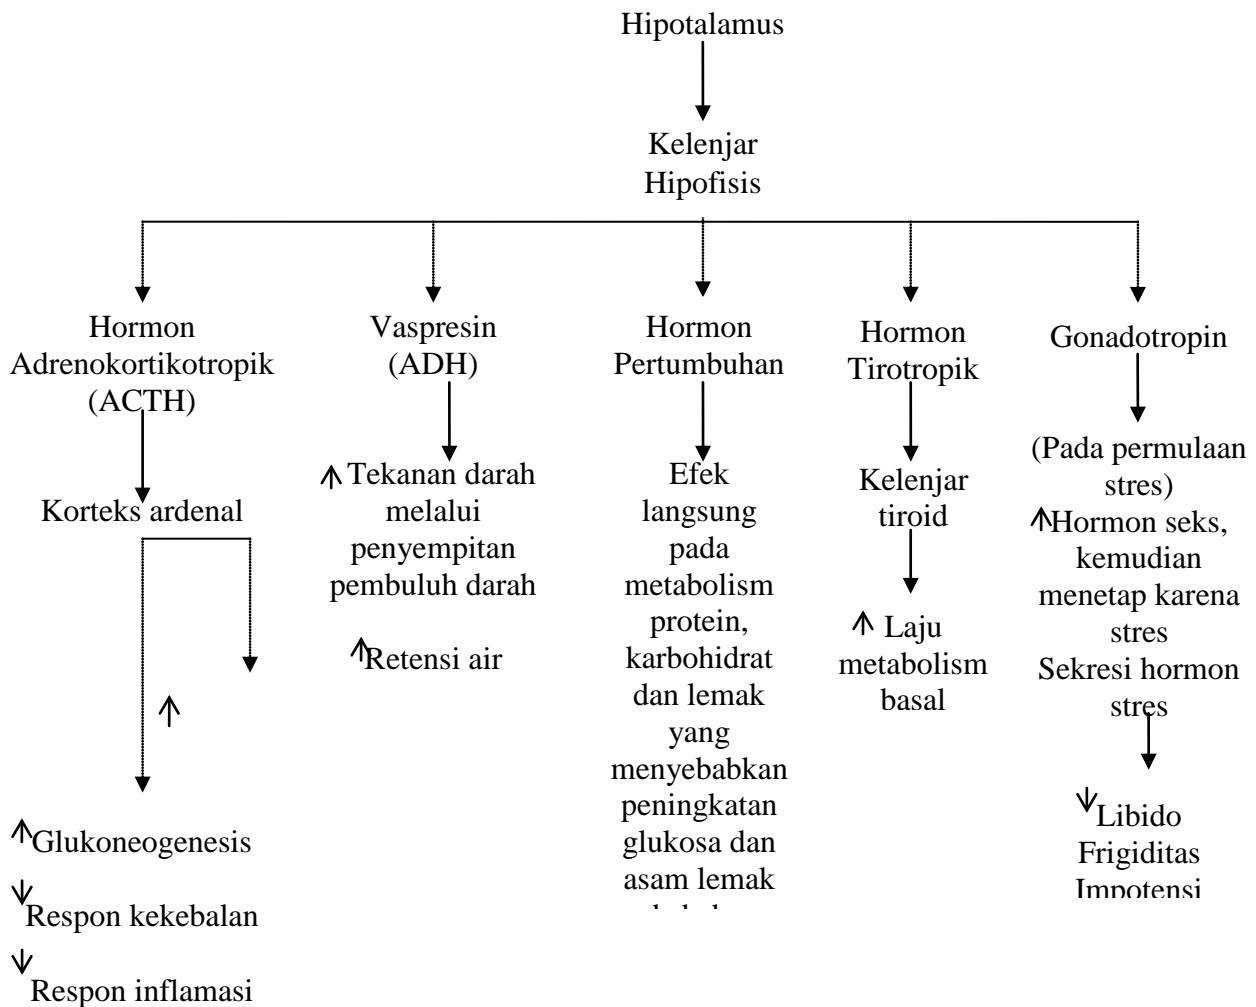 Hipotalamus
Kelenjar
Hipofisis
Hormon
Adrenokortikotropik
(ACTH)
Korteks ardenal
↑
↑Glukoneogenesis
↓Respon kekebalan
↓Respon inflamasi
Vaspresin
(ADH)
↑ Tekanan darah
melalui
penyempitan
pembuluh darah
↑Retensi air
Hormon
Pertumbuhan
Efek
langsung
pada
metabolism
protein,
karbohidrat
dan lemak
yang
menyebabkan
peningkatan
glukosa dan
asam lemak
Hormon
Tirotropik
Kelenjar
tiroid
↑ Laju
metabolism
basal
Gonadotropin
(Pada permulaan
stres)
↑Hormon seks,
kemudian
menetap karena
stres
Sekresi hormon
stres
↓Libido
Frigiditas
Impotensi